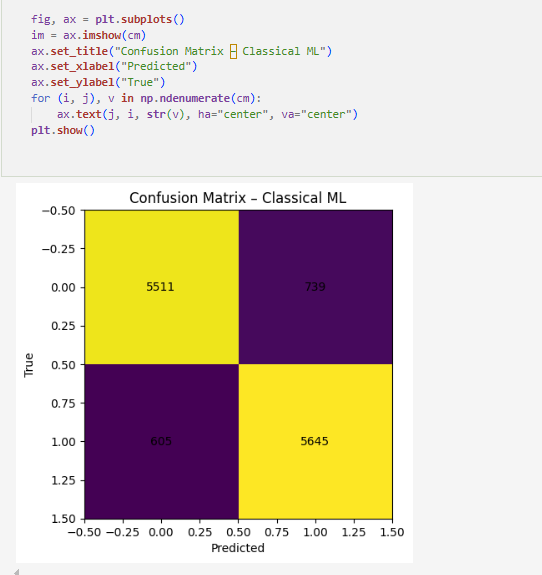 fig, ax = plt.subplots()
im = ax.imshow(cm)
ax.set_title("Confusion Matrix – Classical ML")
ax.set_xlabel("Predicted")
ax.set_ylabel("True")
for (i, j), v in np.ndenumerate(cm):
    ax.text(j, i, str(v), ha="center", va="center")
plt.show()
Confusion Matrix – Classical ML
−0.50
−0.25
0.00
0.25
0.50
0.75
1.00
1.25
1.50
True
5511 739
605 5645
−0.50 −0.25 0.00 0.25 0.50 0.75 1.00 1.25 1.50
Predicted